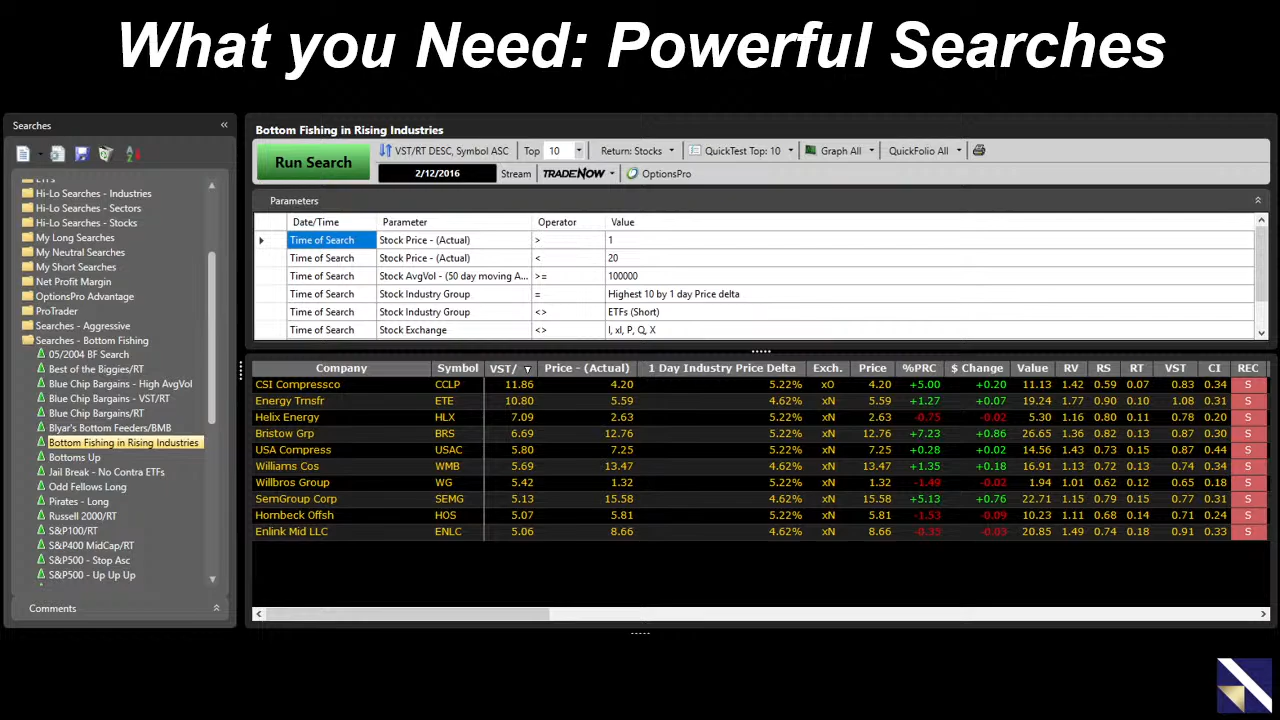 What you Need: Powerful Searches
Searches
Hi-Lo Searches - Industries
Hi-Lo Searches - Sectors
Hi-Lo Searches - Stocks
My Long Searches
My Neutral Searches
My Short Searches
Net Profit Margin
OptionsPro Advantage
ProTrader
Searches - Aggressive
Searches - Bottom Fishing
05/2004 BF Search
Best of the Biggies/RT
Blue Chip Bargains - High AvgVol
Blue Chip Bargains - VST/RT
Blue Chip Bargains/RT
Blyar's Bottom Feeders/BMB
Bottom Fishing in Rising Industries
Bottoms Up
Jail Break - No Contra ETFs
Odd Fellows Long
Pirates - Long
Russell 2000/RT
S&P100/RT
S&P400 MidCap/RT
S&P500 - Stop Asc
S&P500 - Up Up Up
Comments
Bottom Fishing in Rising Industries
Run Search VST/RT DESC, Symbol ASC Top 10 Return: Stocks QuickTest Top: 10 Graph All QuickFolio All
2/12/2016 Stream TRADENOW OptionsPro
Parameters
Date/Time Parameter Operator Value
Time of Search Stock Price - (Actual) > 1
Time of Search Stock Price - (Actual) < 20
Time of Search Stock AvgVol - (50 day moving A... >= 100000
Time of Search Stock Industry Group = Highest 10 by 1 day Price delta
Time of Search Stock Industry Group <> ETFs (Short)
Time of Search Stock Exchange <> I, xI, P, Q, X
Company Symbol VST/ Price - (Actual) 1 Day Industry Price Delta Exch. Price %PRC $ Change Value RV RS RT VST CI REC
CSI Compressco CCLP 11.86 4.20 5.22% xO 4.20 +5.00 +0.20 11.13 1.42 0.59 0.07 0.83 0.34 S
Energy Trnsfr ETE 10.80 5.59 4.62% xN 5.59 +1.27 +0.07 19.24 1.77 0.90 0.10 1.08 0.31 S
Helix Energy HLX 7.09 2.63 5.22% xN 2.63 -0.75 -0.02 5.30 1.16 0.80 0.11 0.78 0.20 S
Bristow Grp BRS 6.69 12.76 5.22% xN 12.76 +7.23 +0.86 26.65 1.36 0.82 0.13 0.87 0.30 S
USA Compress USAC 5.80 7.25 5.22% xN 7.25 +0.28 +0.02 14.56 1.43 0.73 0.15 0.87 0.44 S
Williams Cos WMB 5.69 13.47 4.62% xN 13.47 +1.35 +0.18 16.91 1.13 0.72 0.13 0.74 0.34 S
Willbros Group WG 5.42 1.32 5.22% xN 1.32 -1.49 -0.02 1.94 1.01 0.62 0.12 0.65 0.18 S
SemGroup Corp SEMG 5.13 15.58 4.62% xN 15.58 +5.13 +0.76 22.71 1.15 0.79 0.15 0.77 0.31 S
Hornbeck Offsh HOS 5.07 5.81 5.22% xN 5.81 -1.53 -0.09 10.23 1.11 0.68 0.14 0.71 0.24 S
Enlink Mid LLC ENLC 5.06 8.66 4.62% xN 8.66 -0.35 -0.03 20.85 1.49 0.74 0.18 0.91 0.33 S